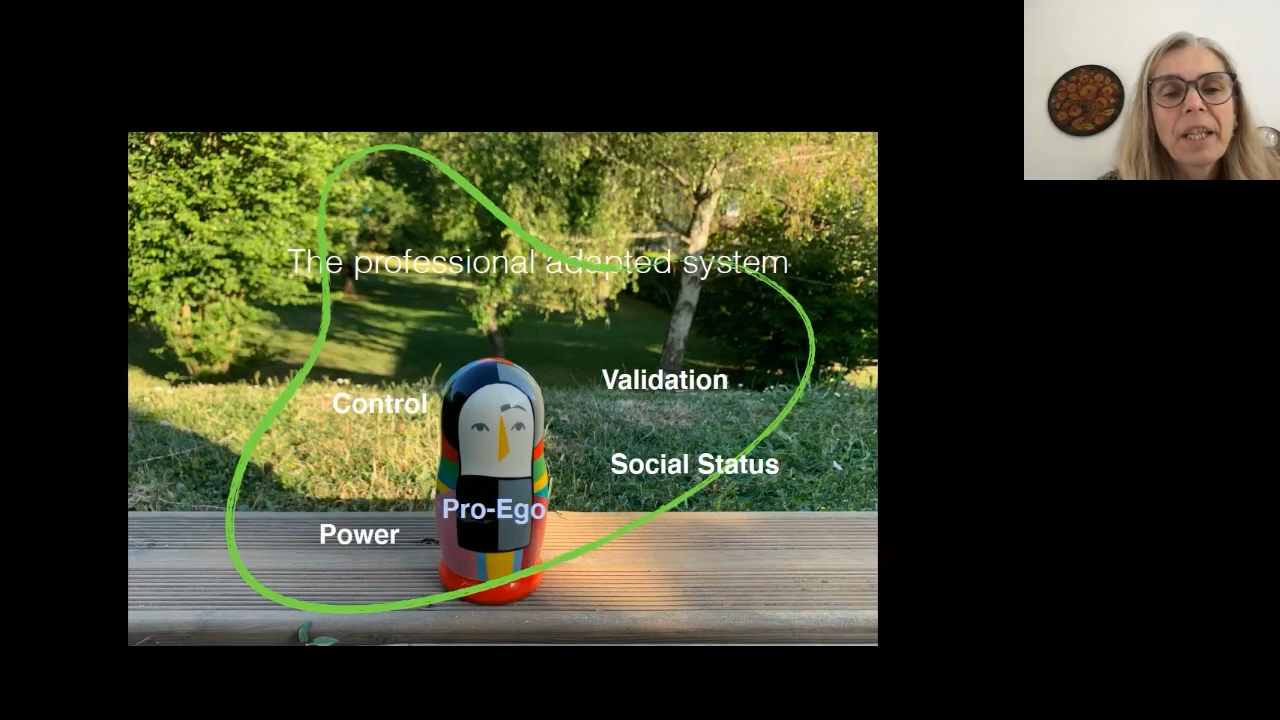 The professional adapted system
Validation
Control
Social Status
Pro-Ego
Power